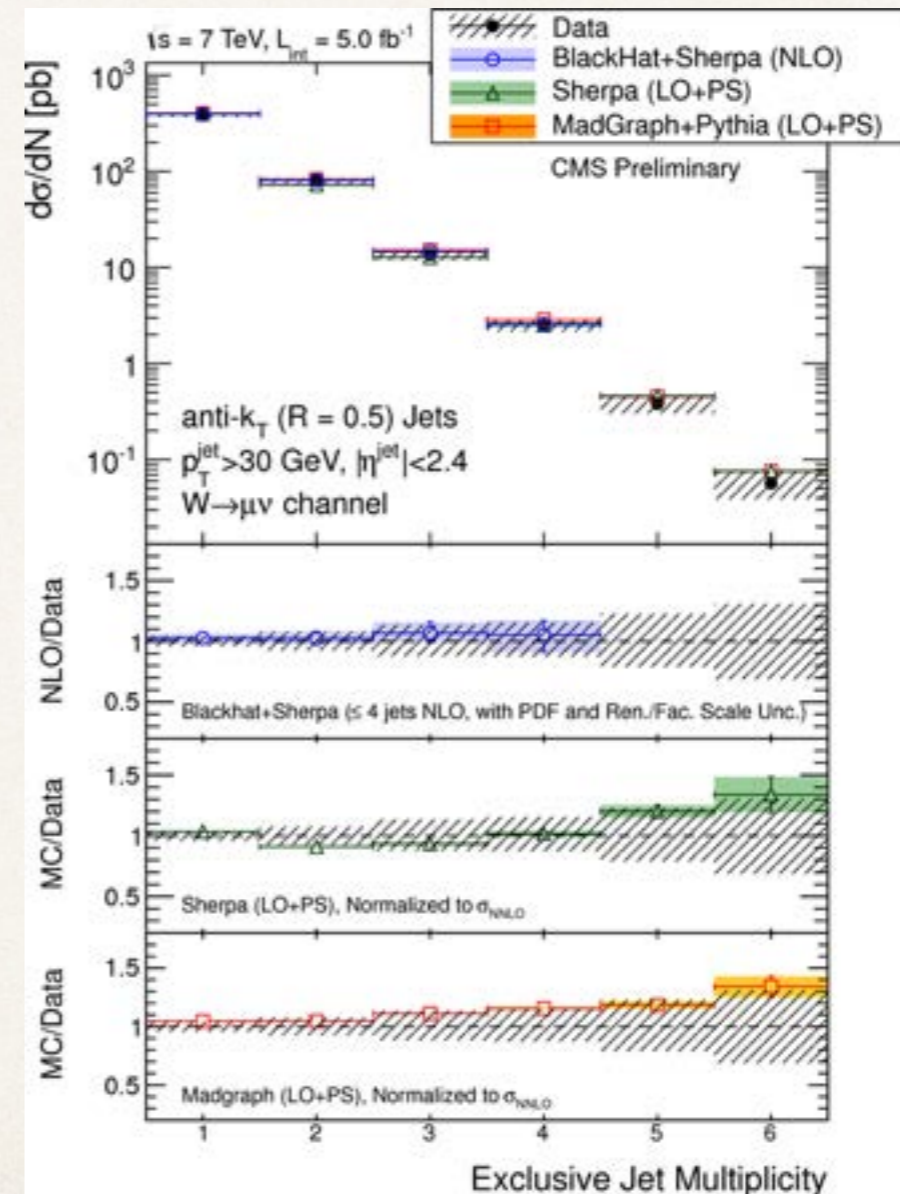 √s = 7 TeV, L_int = 5.0 fb⁻¹
Data
BlackHat+Sherpa (NLO)
Sherpa (LO+PS)
MadGraph+Pythia (LO+PS)
CMS Preliminary
dσ/dN [pb]
10³
10²
10
1
10⁻¹
anti-k_T (R = 0.5) Jets
p_T^jet>30 GeV, |η^jet|<2.4
W→μν channel
NLO/Data
1.5
1
0.5
Blackhat+Sherpa (≤ 4 jets NLO, with PDF and Ren./Fac. Scale Unc.)
MC/Data
1.5
1
0.5
Sherpa (LO+PS), Normalized to σ_NNLO
MC/Data
1.5
1
0.5
Madgraph (LO+PS), Normalized to σ_NNLO
1 2 3 4 5 6
Exclusive Jet Multiplicity